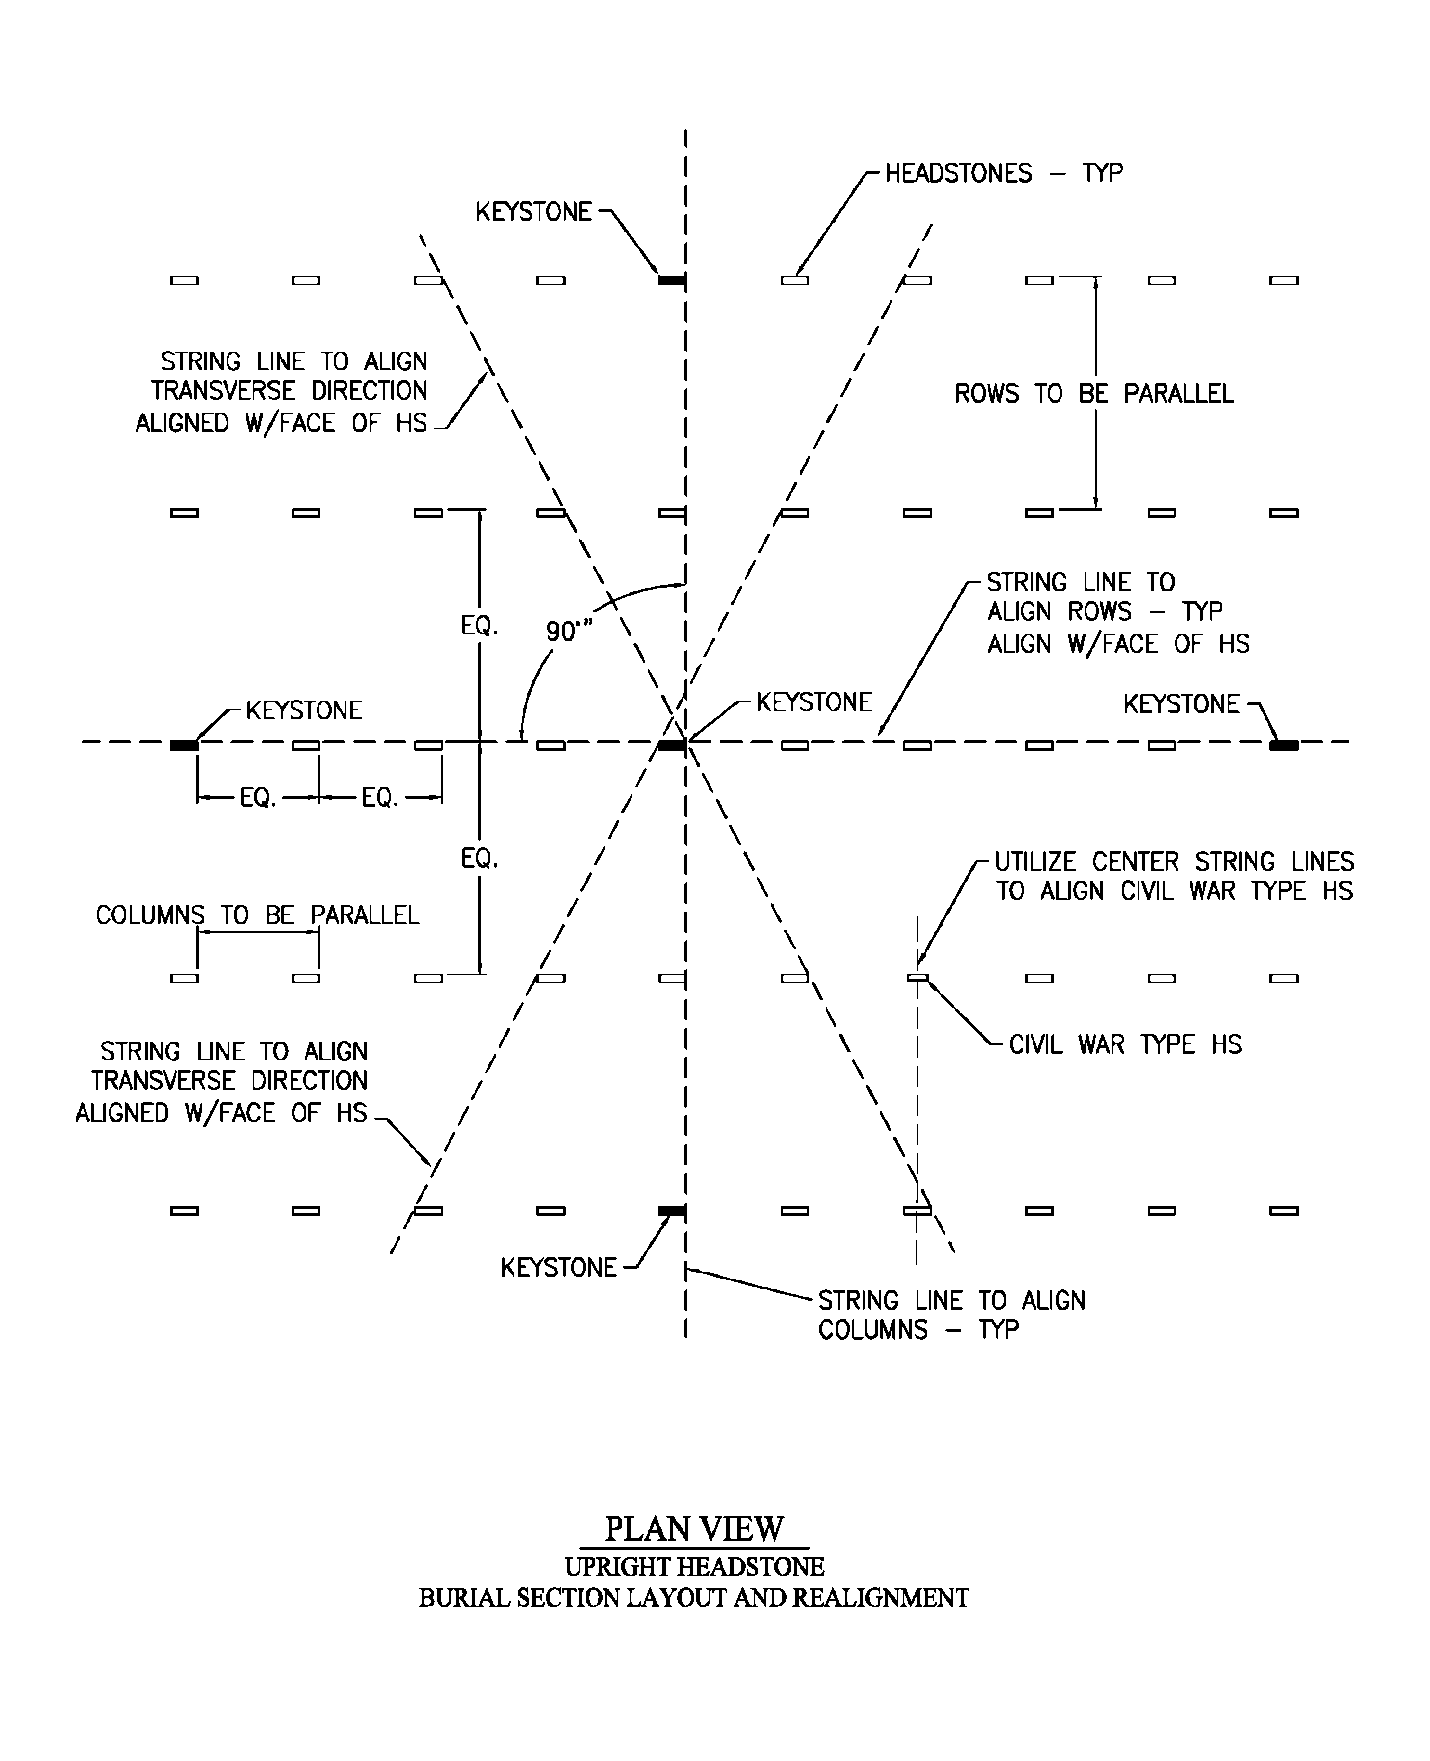 HEADSTONES - TYP
KEYSTONE
STRING LINE TO ALIGN
TRANSVERSE DIRECTION
ALIGNED W/FACE OF HS
ROWS TO BE PARALLEL
STRING LINE TO
ALIGN ROWS - TYP
ALIGN W/FACE OF HS
EQ.
90°"
KEYSTONE
KEYSTONE
KEYSTONE
EQ.
EQ.
EQ.
UTILIZE CENTER STRING LINES
TO ALIGN CIVIL WAR TYPE HS
COLUMNS TO BE PARALLEL
CIVIL WAR TYPE HS
STRING LINE TO ALIGN
TRANSVERSE DIRECTION
ALIGNED W/FACE OF HS
KEYSTONE
STRING LINE TO ALIGN
COLUMNS - TYP
PLAN VIEW
UPRIGHT HEADSTONE
BURIAL SECTION LAYOUT AND REALIGNMENT